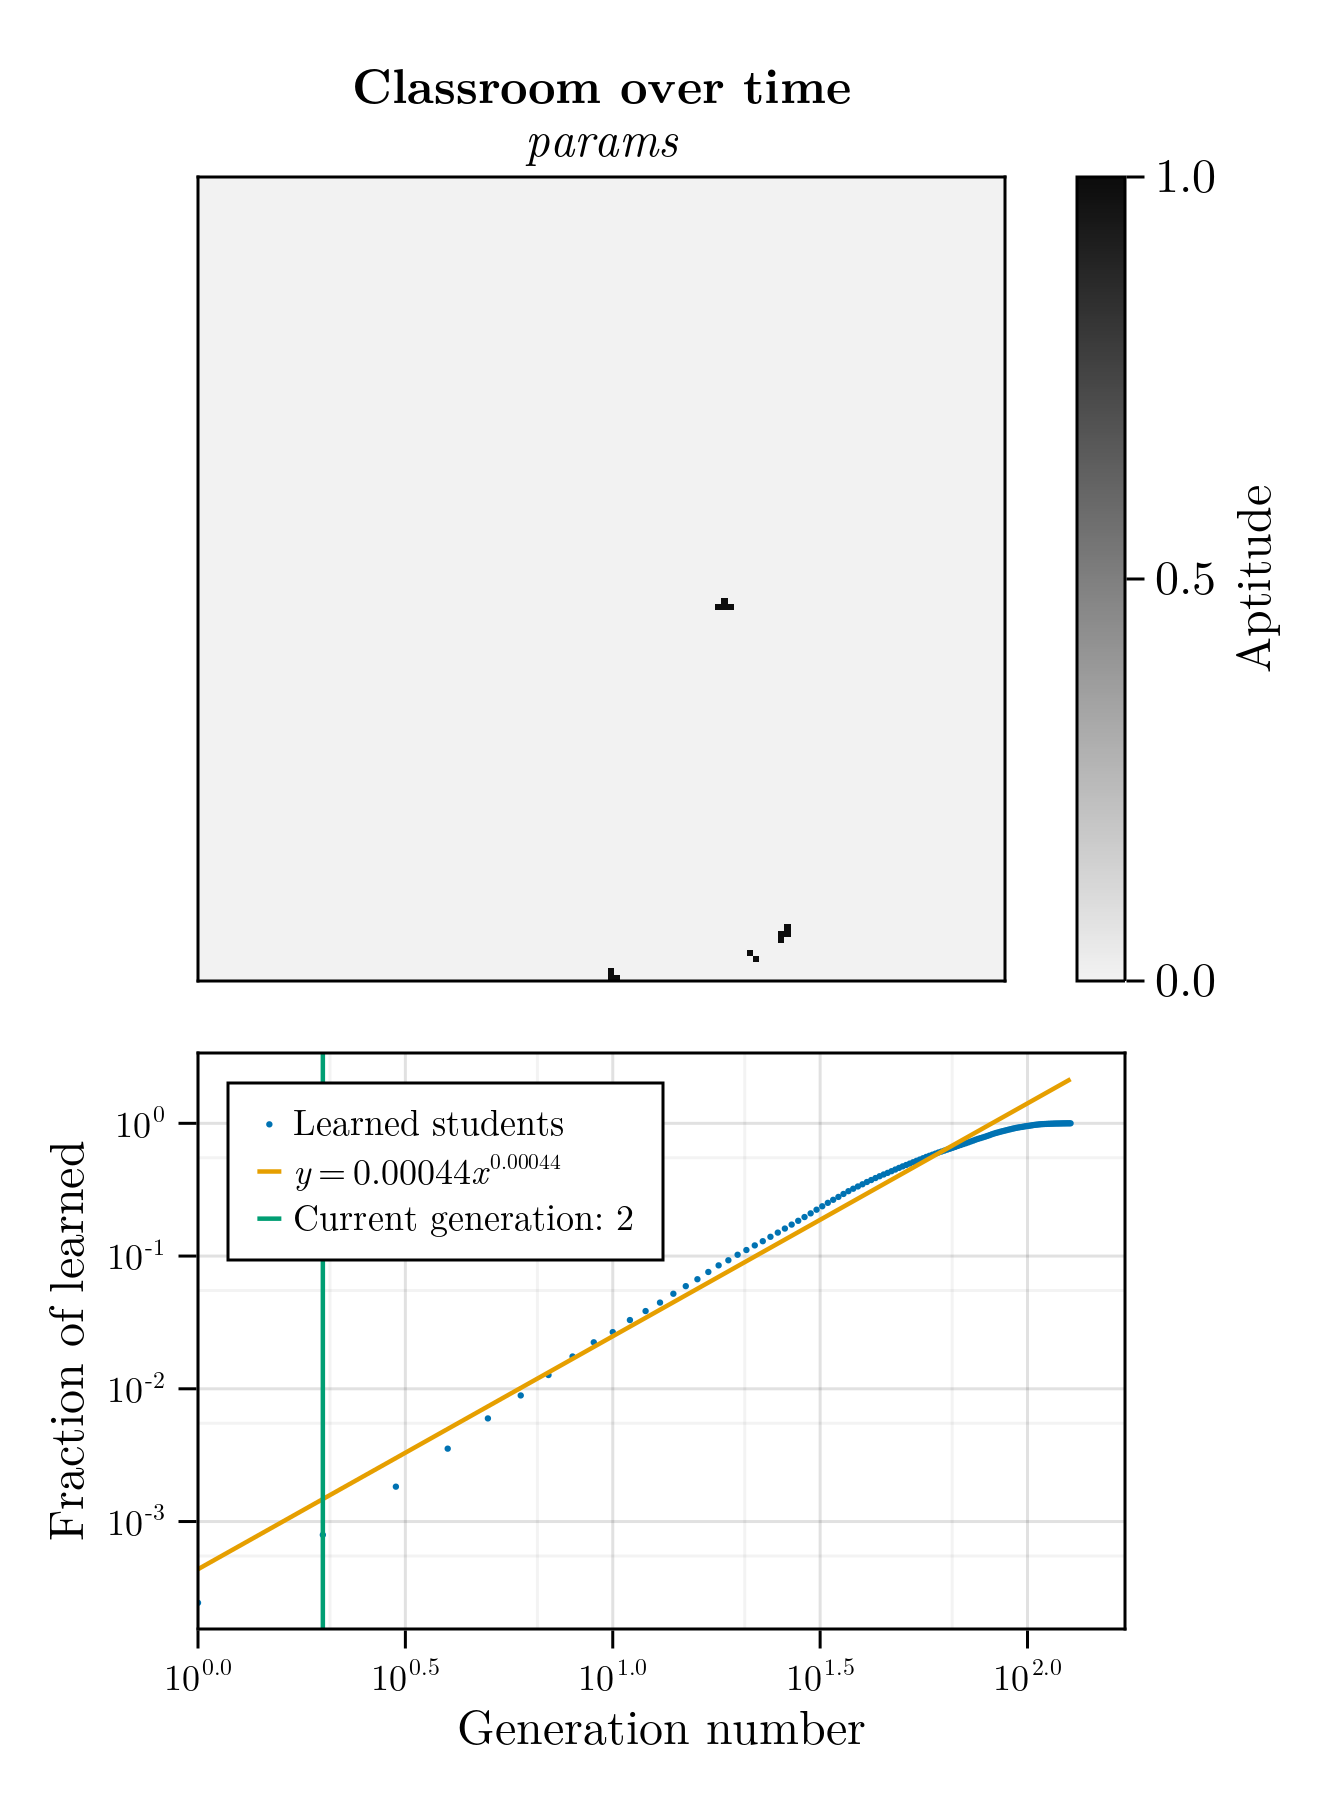 Classroom over time
params
1.0
0.5
0.0
Aptitude
10^0
10^-1
10^-2
10^-3
Fraction of learned
Learned students
y = 0.00044x^0.00044
Current generation: 2
10^0.0 10^0.5 10^1.0 10^1.5 10^2.0
Generation number